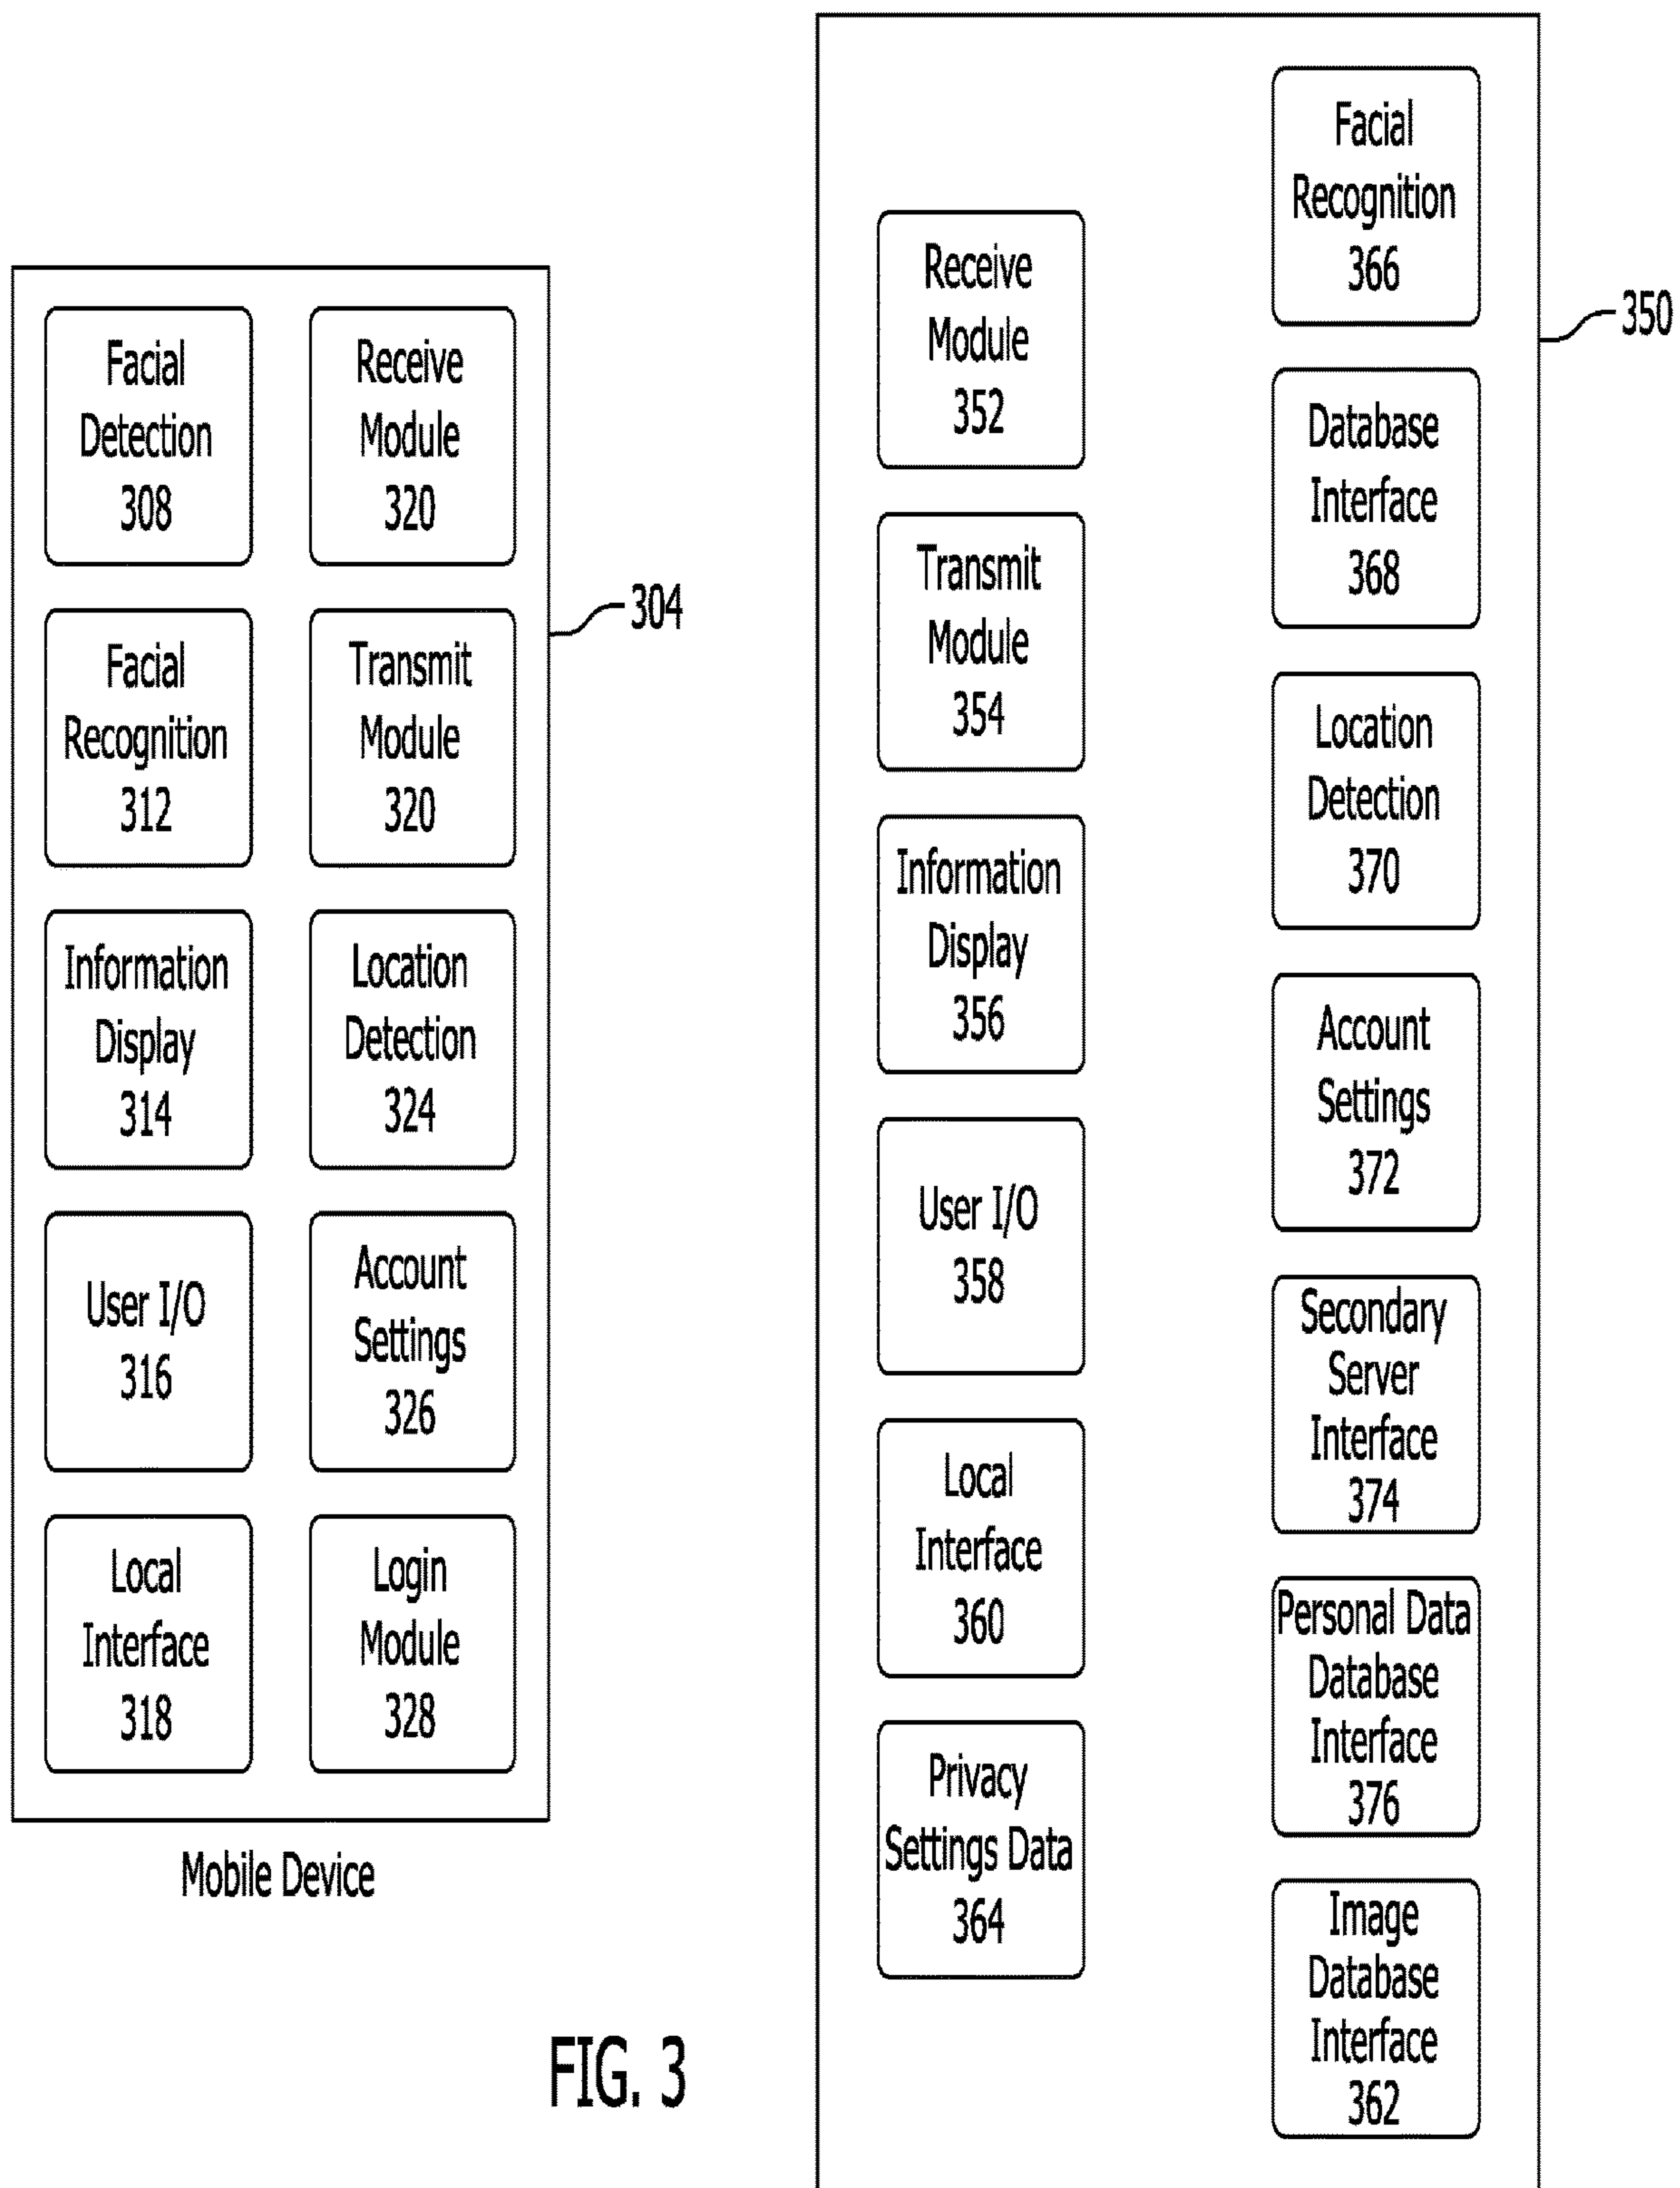 Facial
Detection
308
Receive
Module
320
304
Facial
Recognition
312
Transmit
Module
320
Information
Display
314
Location
Detection
324
User I/O
316
Account
Settings
326
Local
Interface
318
Login
Module
328
Mobile Device
FIG. 3
350
Receive
Module
352
Transmit
Module
354
Information
Display
356
User I/O
358
Local
Interface
360
Privacy
Settings Data
364
Facial
Recognition
366
Database
Interface
368
Location
Detection
370
Account
Settings
372
Secondary
Server
Interface
374
Personal Data
Database
Interface
376
Image
Database
Interface
362